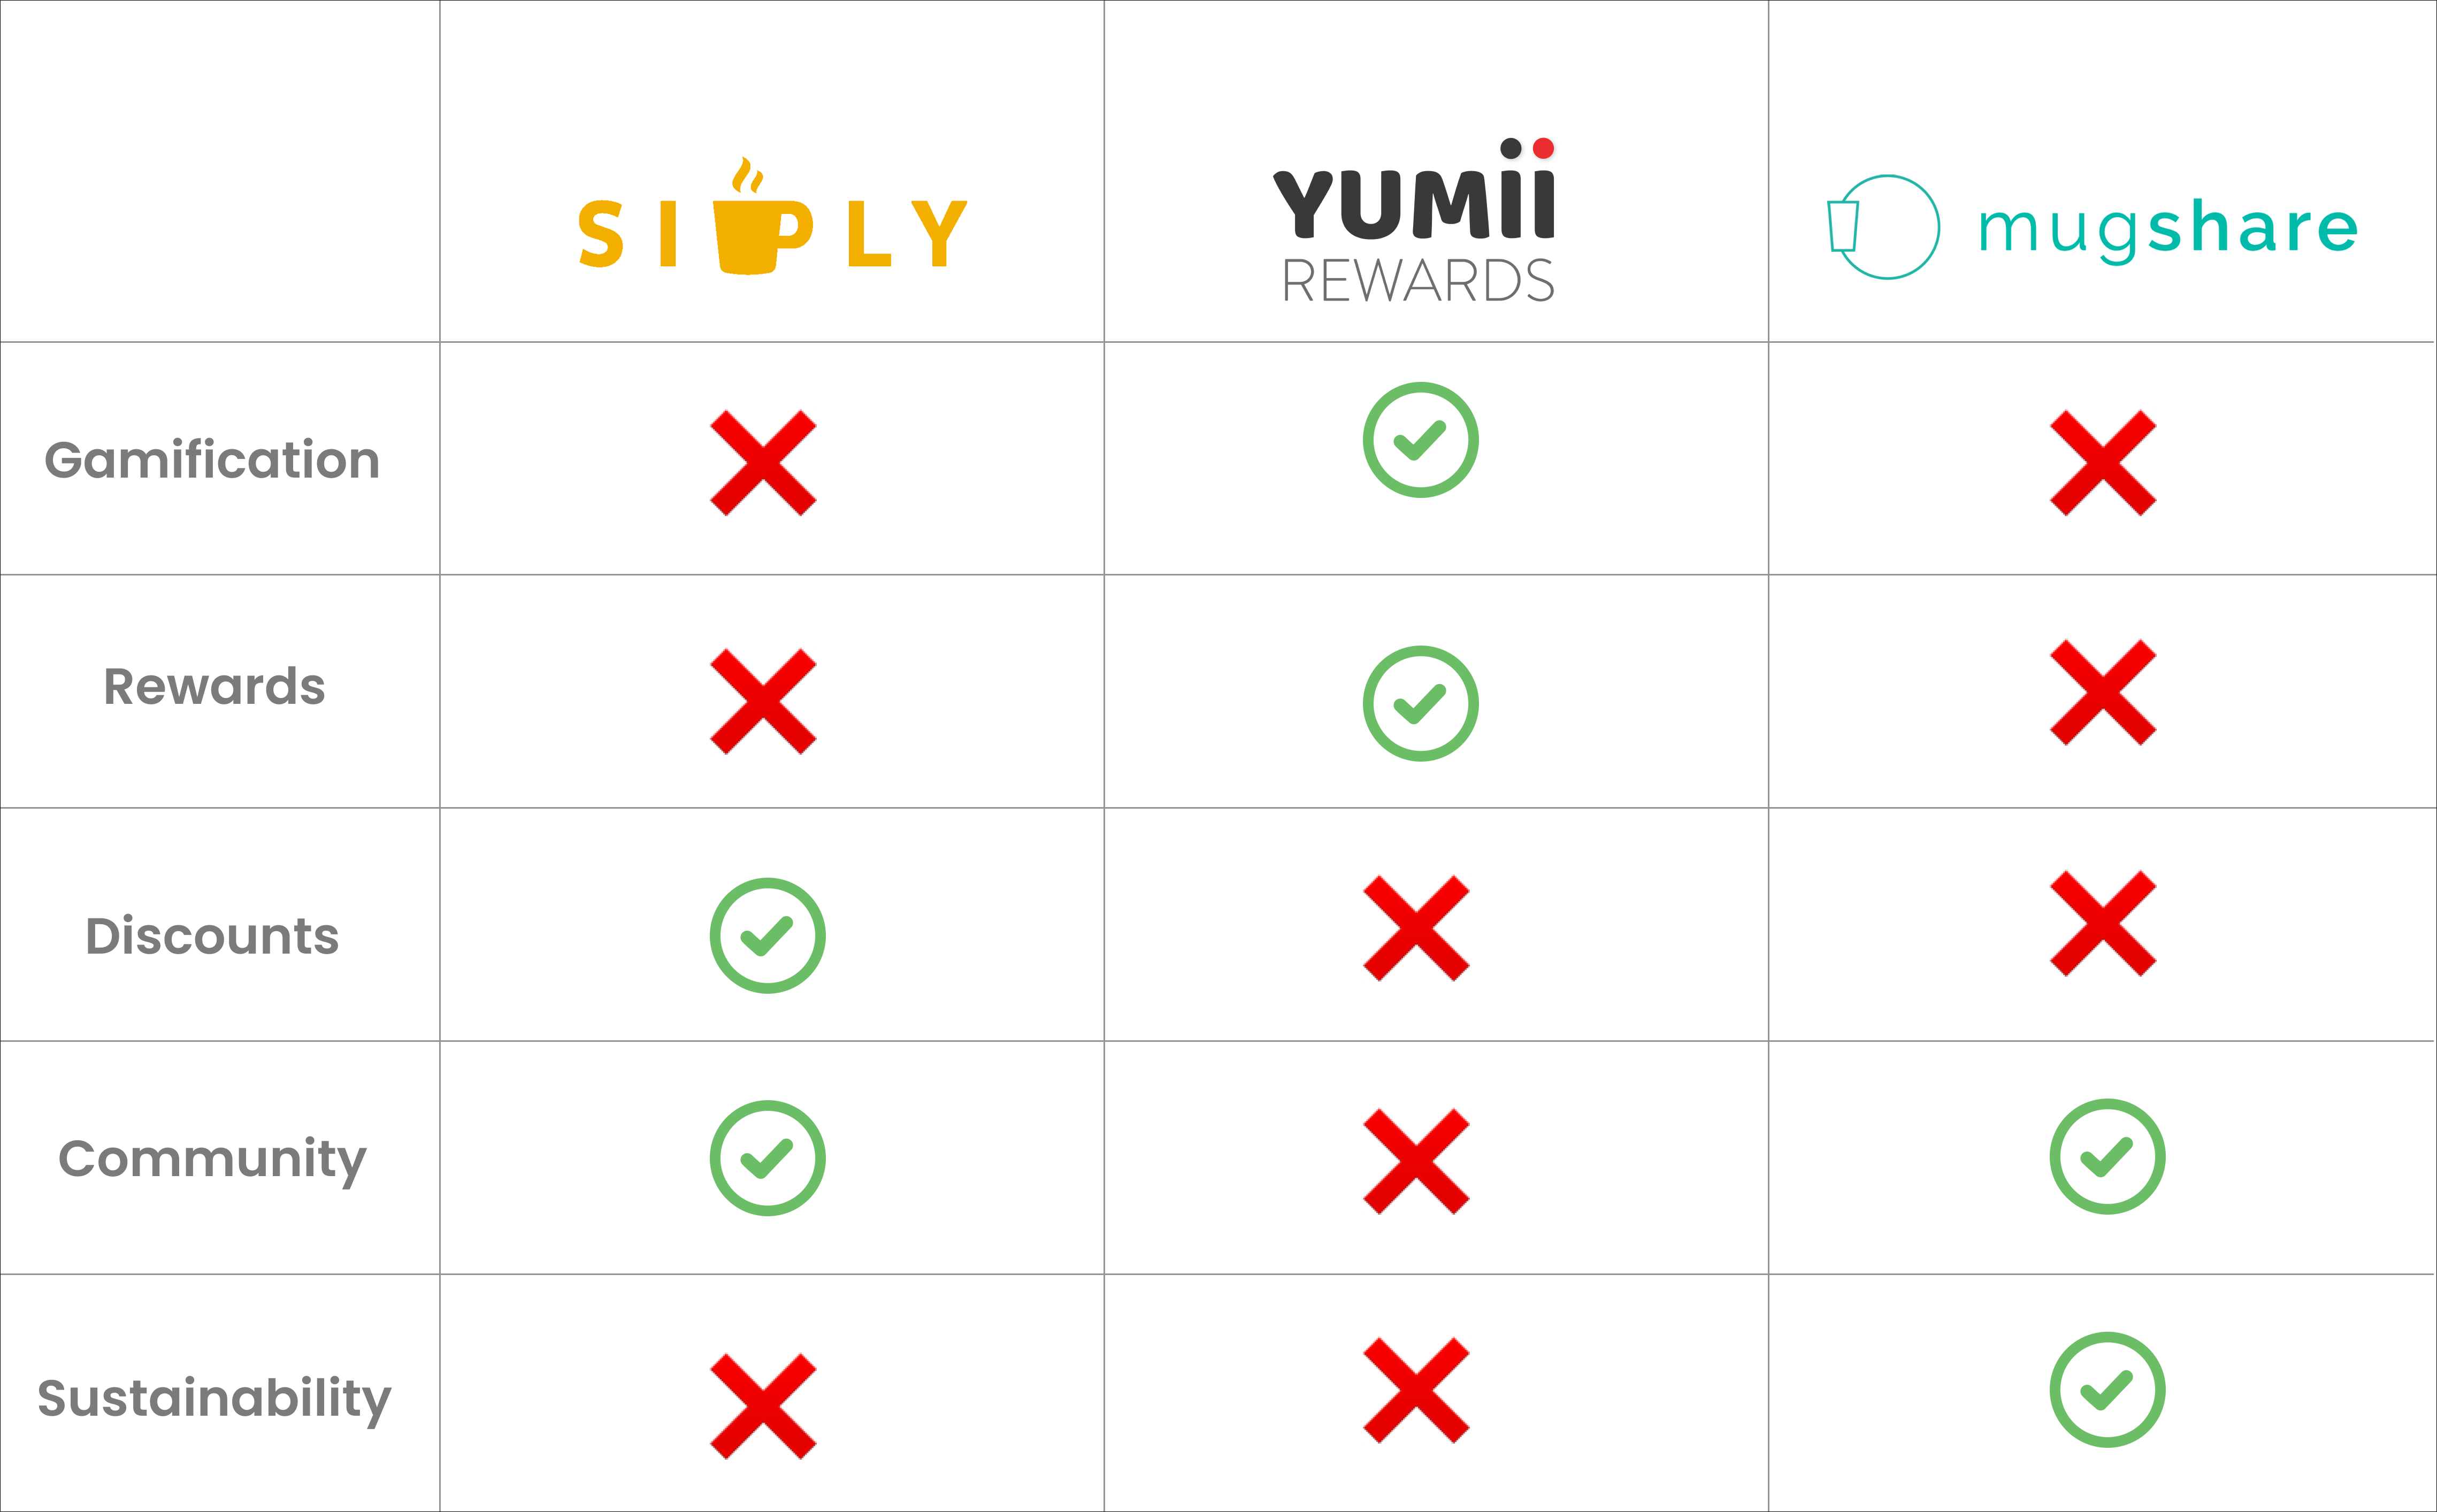 SIPLY
YUMii
REWARDS
mugshare
Gamification
Rewards
Discounts
Community
Sustainability